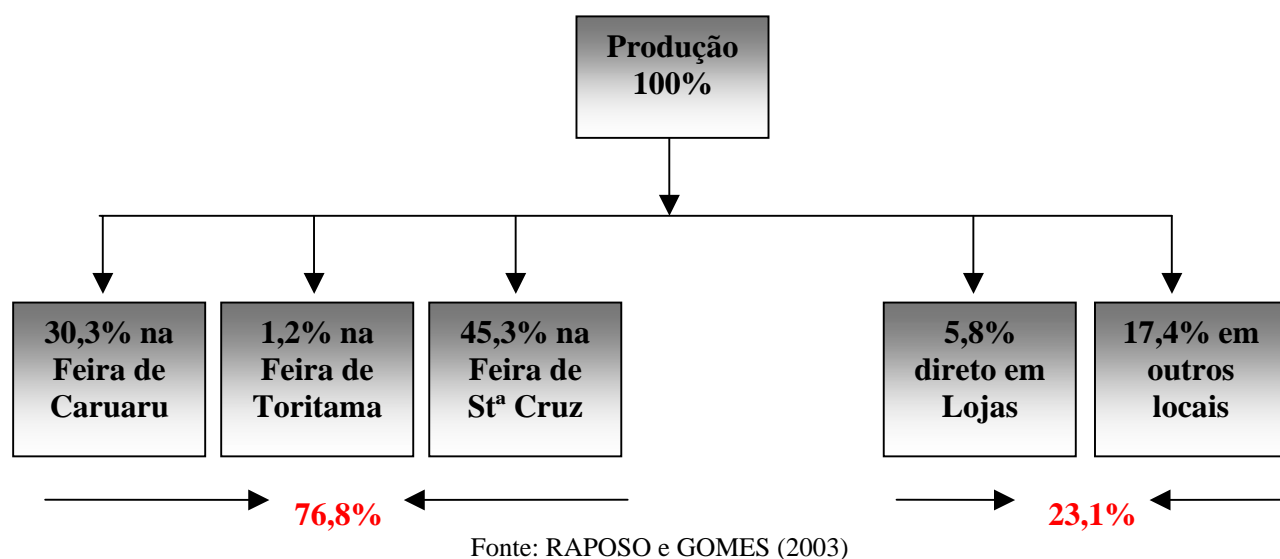 Produção
100%
30,3% na
Feira de
Caruaru
1,2% na
Feira de
Toritama
45,3% na
Feira de
Stª Cruz
5,8%
direto em
Lojas
17,4% em
outros
locais
76,8%
23,1%
Fonte: RAPOSO e GOMES (2003)